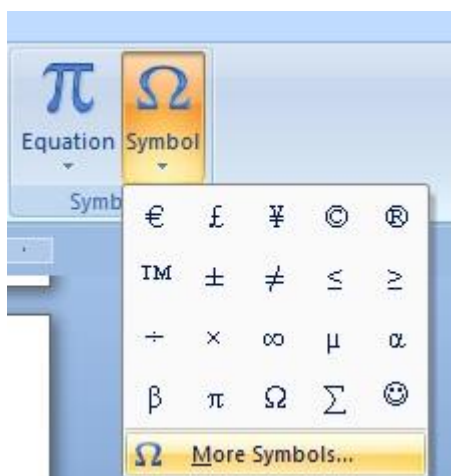 π Ω
Equation Symbol
Symb
€ £ ¥ © ®
™ ± ≠ ≤ ≥
÷ × ∞ µ α
β π Ω ∑ ☺
Ω More Symbols...